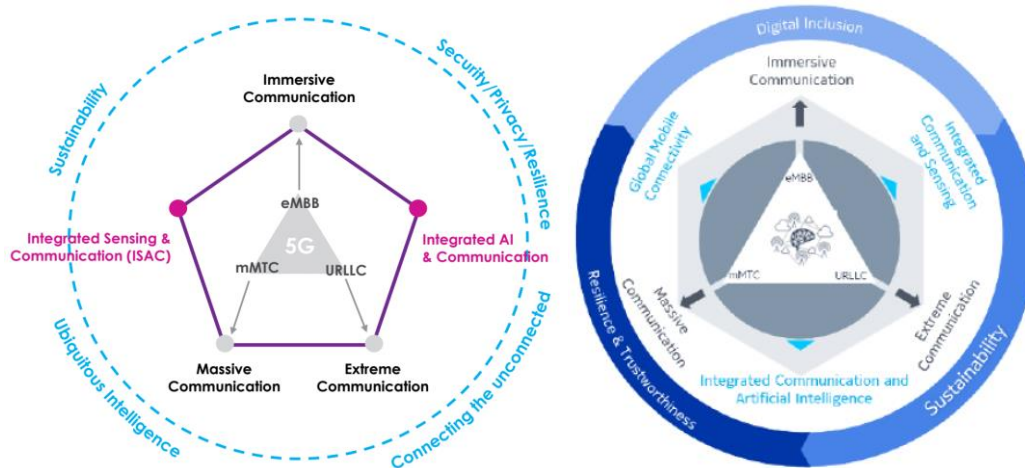 Sustainability
Security/Privacy/Resilience
Immersive
Communication
eMBB
5G
mMTC
URLLC
Integrated Sensing &
Communication (ISAC)
Integrated AI
& Communication
Massive
Communication
Extreme
Communication
Ubiquitous Intelligence
Connecting the unconnected
Digital Inclusion
Immersive
Communication
Global Mobile
Connectivity
Integrated
Communication
and Sensing
eMBB
mMTC
URLLC
Massive
Communication
Extreme
Communication
Integrated Communication and
Artificial Intelligence
Resilience & Trustworthiness
Sustainability